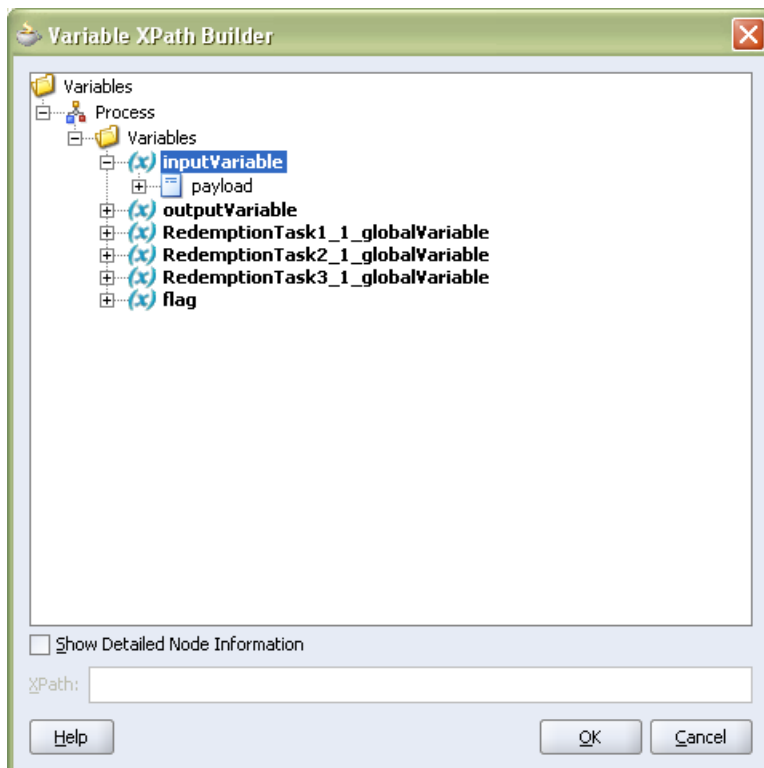 Variable XPath Builder
Variables
Process
Variables
(x) inputVariable
payload
(x) outputVariable
(x) RedemptionTask1_1_globalVariable
(x) RedemptionTask2_1_globalVariable
(x) RedemptionTask3_1_globalVariable
(x) flag
Show Detailed Node Information
XPath:
Help OK Cancel